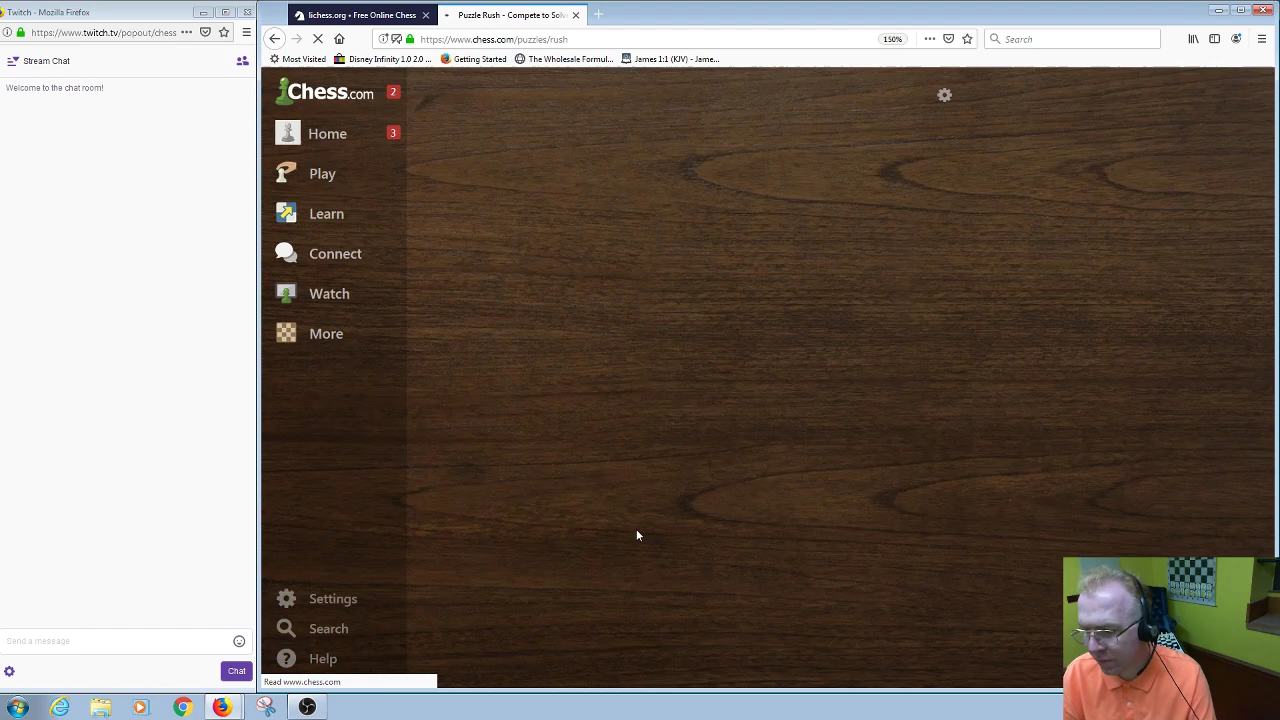 Twitch - Mozilla Firefox
https://www.twitch.tv/popout/chess
Stream Chat
Welcome to the chat room!
Send a message
Chat
lichess.org • Free Online Chess
Puzzle Rush - Compete to Solv
https://www.chess.com/puzzles/rush
150%
Search
Most Visited
Disney Infinity 1.0 2.0 ...
Getting Started
The Wholesale Formul...
James 1:1 (KJV) - Jame...
Chess.com
2
Home
3
Play
Learn
Connect
Watch
More
Settings
Search
Help
Read www.chess.com